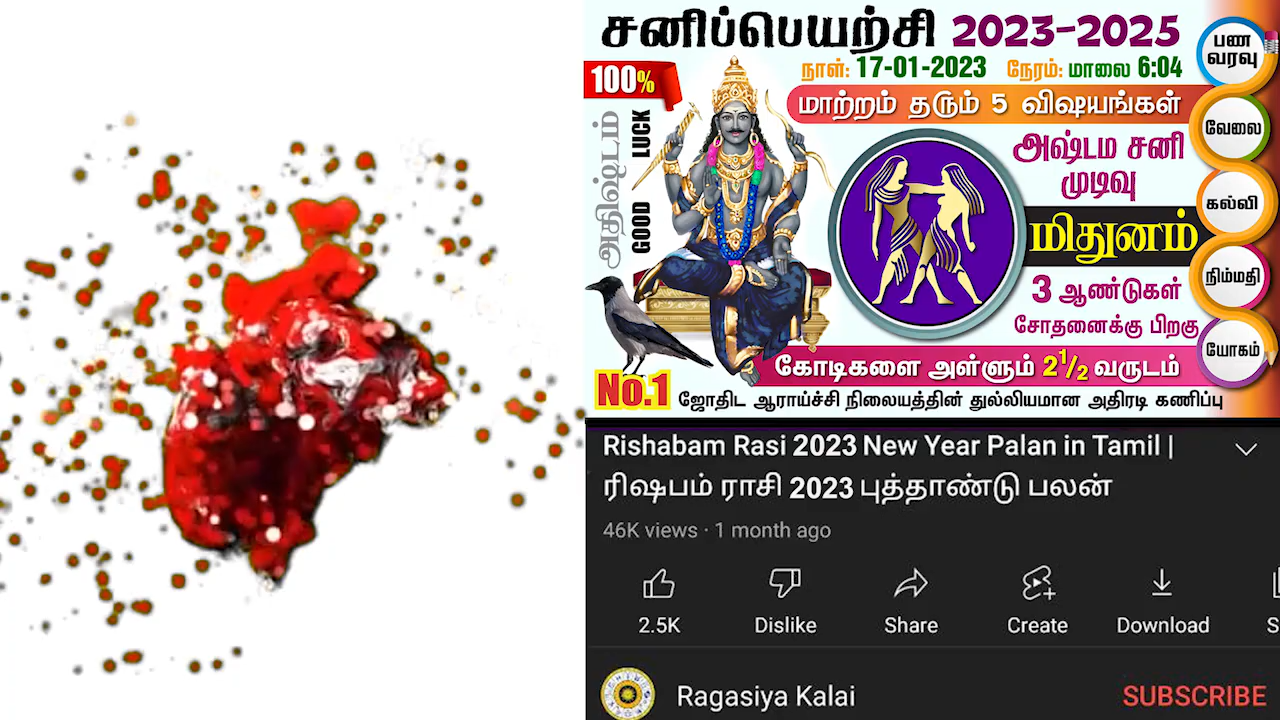 சனிப்பெயற்சி 2023-2025
நாள்: 17-01-2023 நேரம்: மாலை 6:04
100%
மாற்றம் தரும் 5 விஷயங்கள்
அதிஷ்டம்
GOOD LUCK
அஷ்டம சனி
முடிவு
மிதுனம்
3 ஆண்டுகள்
சோதனைக்கு பிறகு
கோடிகளை அள்ளும் 2½ வருடம்
No.1 ஜோதிட ஆராய்ச்சி நிலையத்தின் துல்லியமான அதிரடி கணிப்பு
பண
வரவு
வேலை
கல்வி
நிம்மதி
யோகம்
Rishabam Rasi 2023 New Year Palan in Tamil |
ரிஷபம் ராசி 2023 புத்தாண்டு பலன்
46K views · 1 month ago
2.5K Dislike Share Create Download S
Ragasiya Kalai SUBSCRIBE